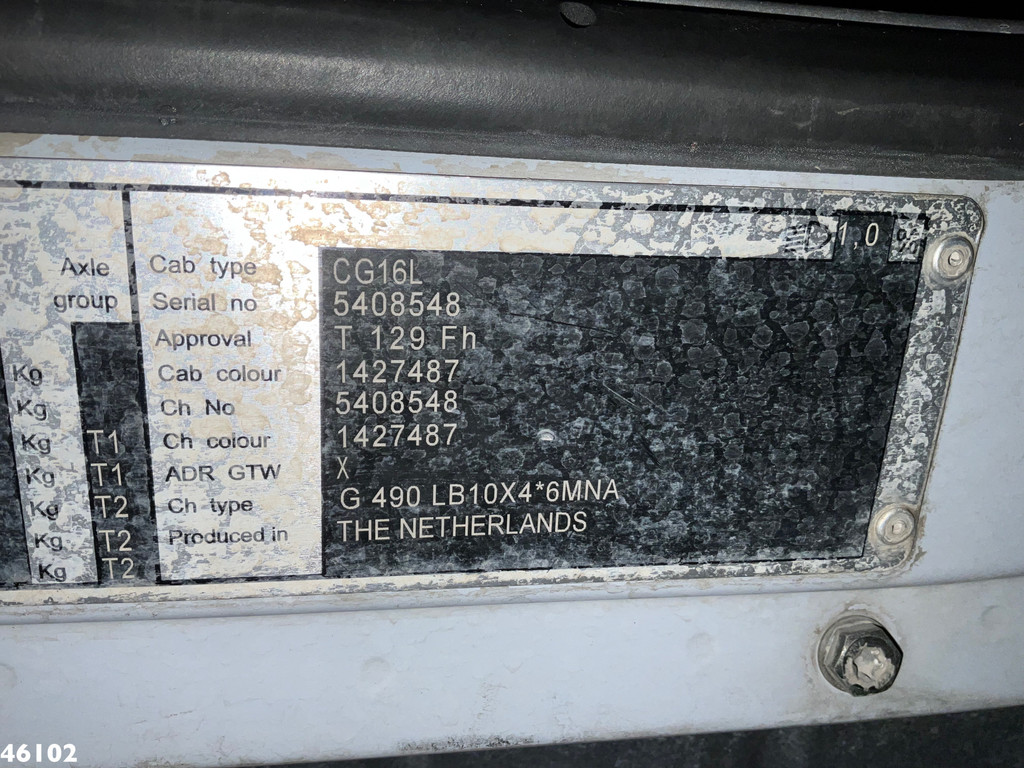 1,0
Axle group
Cab type CG16L
Serial no 5408548
Approval T 129 Fh
Kg Cab colour 1427487
Kg Ch No 5408548
Kg T1 Ch colour 1427487
Kg T1 ADR GTW X
Kg T2 Ch type G 490 LB10X4*6MNA
Kg T2 Produced in THE NETHERLANDS
Kg T2
46102